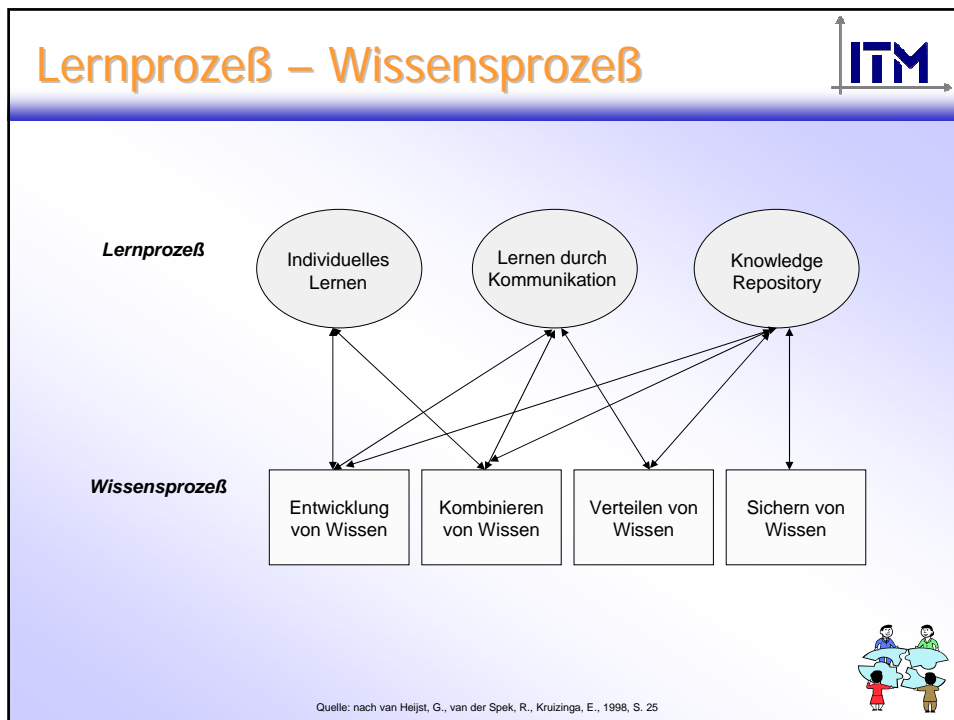 Lernprozeß – Wissensprozeß
ITM
Lernprozeß
Individuelles
Lernen
Lernen durch
Kommunikation
Knowledge
Repository
Wissensprozeß
Entwicklung
von Wissen
Kombinieren
von Wissen
Verteilen von
Wissen
Sichern von
Wissen
Quelle: nach van Heijst, G., van der Spek, R., Kruizinga, E., 1998, S. 25